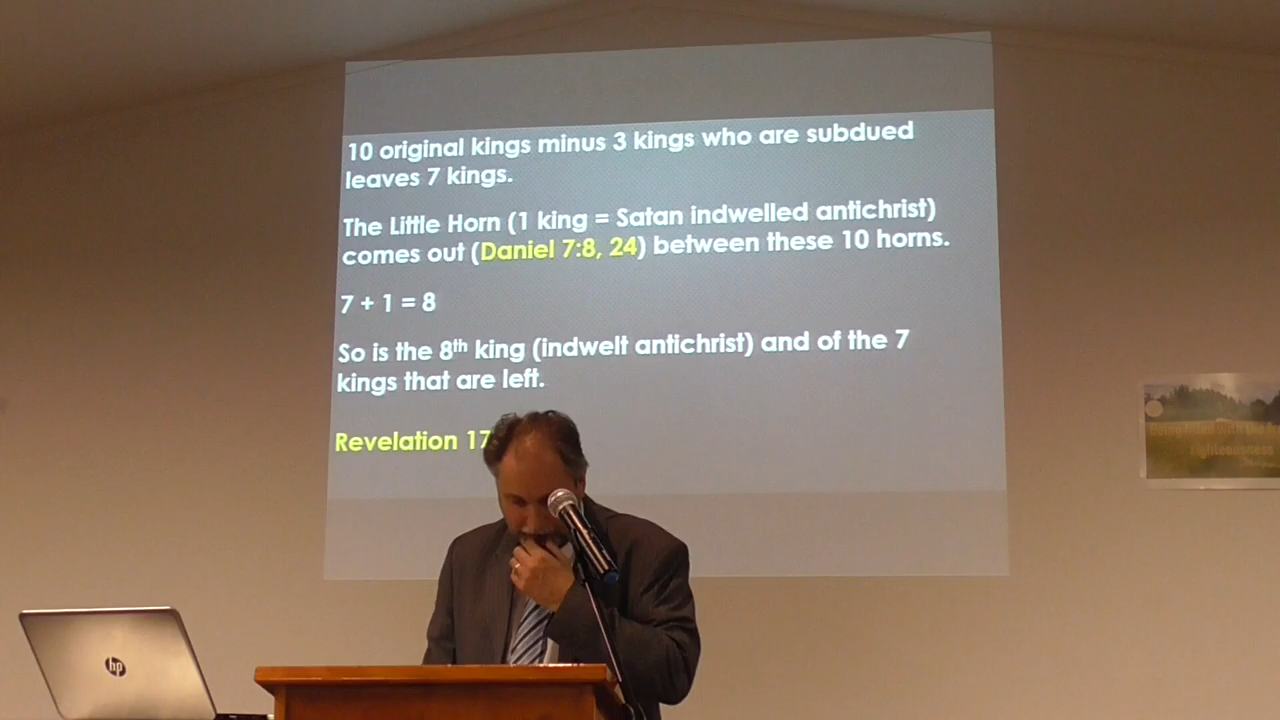 10 original kings minus 3 kings who are subdued
leaves 7 kings.
The Little Horn (1 king = Satan indwelled antichrist)
comes out (Daniel 7:8, 24) between these 10 horns.
7 + 1 = 8
So is the 8th king (indwelt antichrist) and of the 7
kings that are left.
Revelation 17
righteousness
hp